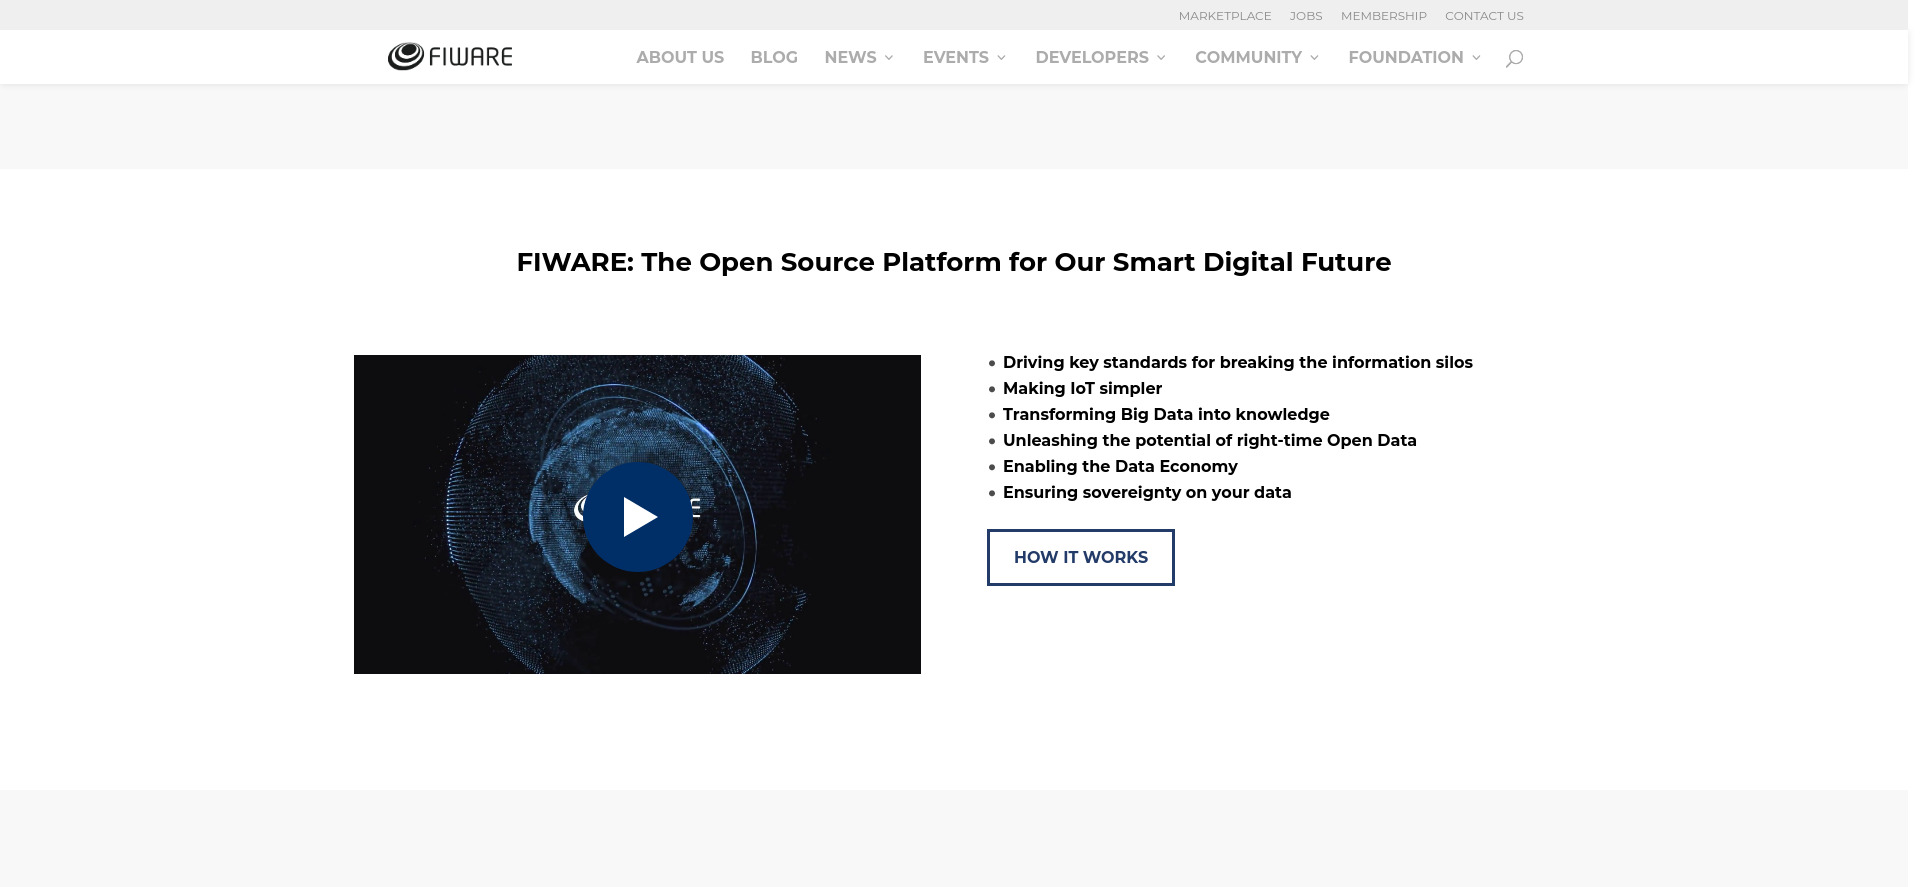 MARKETPLACE JOBS MEMBERSHIP CONTACT US
FIWARE ABOUT US BLOG NEWS EVENTS DEVELOPERS COMMUNITY FOUNDATION
FIWARE: The Open Source Platform for Our Smart Digital Future
• Driving key standards for breaking the information silos
• Making IoT simpler
• Transforming Big Data into knowledge
• Unleashing the potential of right-time Open Data
• Enabling the Data Economy
• Ensuring sovereignty on your data
HOW IT WORKS